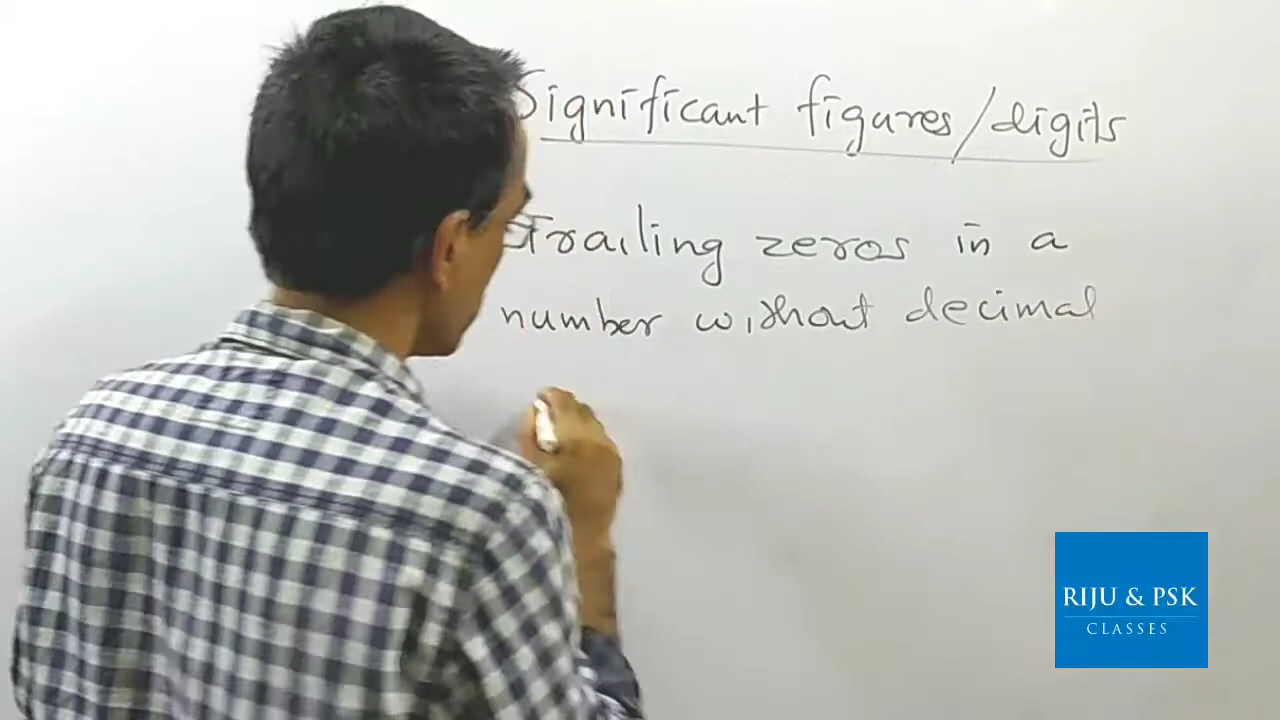 Significant figures/digits
Trailing zeros in a
number without decimal
RIJU & PSK
CLASSES